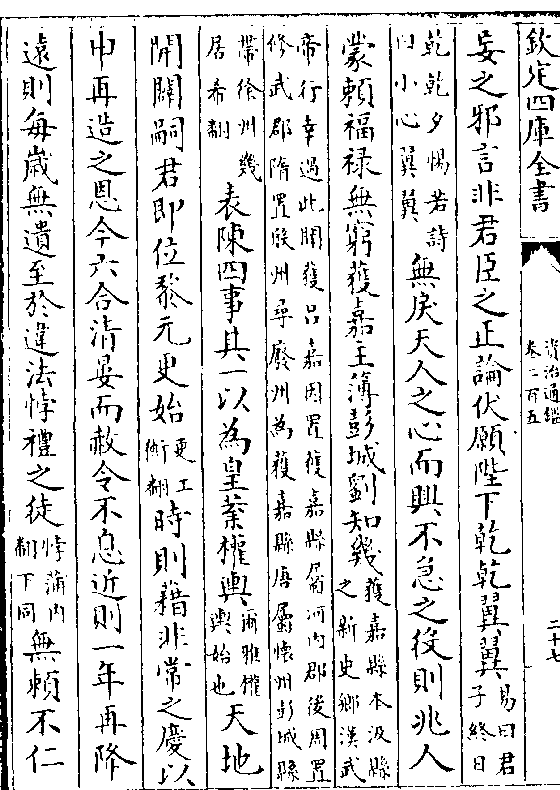 欽定四庫全書
資治通鑑
卷二百五
二十七
妄之邪言非君臣之正論伏願陛下乾乾翼翼易曰君子終日
乾乾夕惕若詩曰小心翼翼無戾天人之心而興不急之役則兆人
蒙賴福禄無窮獲嘉主簿彭城劉知幾獲嘉縣本汲縣之新中鄉漢武
帝行幸過此聞獲吕嘉因置獲嘉縣屬河内郡後周置修武郡隋置殷州尋廢州為獲嘉縣唐屬懷州彭城縣
帶徐州幾居希翻表陳四事其一以為皇業權輿爾雅權輿始也天地
開闢嗣君即位黎元更始更工衡翻時則藉非常之慶以
申再造之恩今六合清晏而赦令不息近則一年再降
遠則每歲無遺至於違法悖禮之徒悖蒲内翻下同無賴不仁